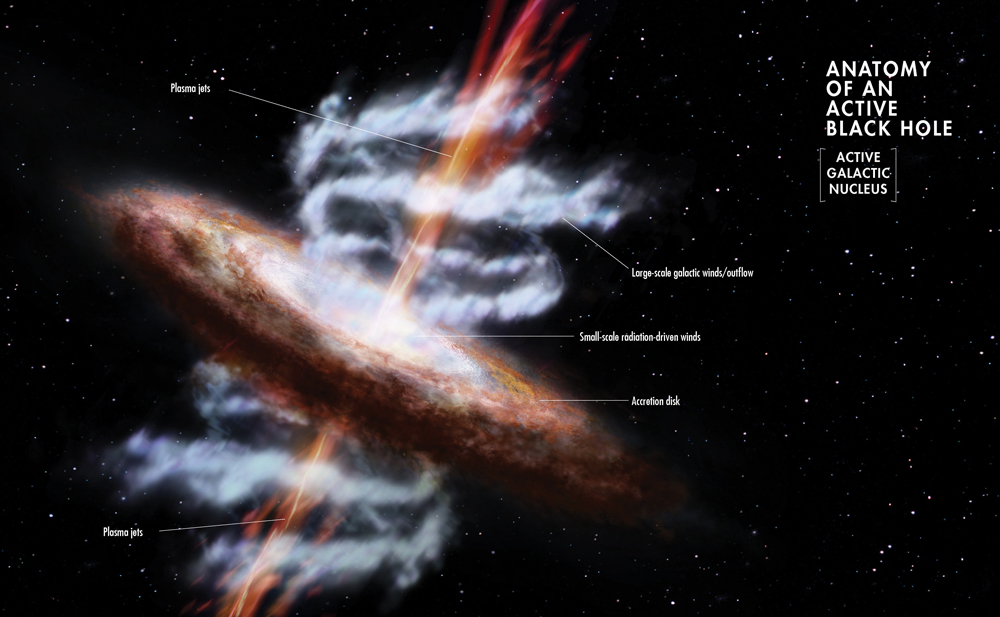 ANATOMY
OF AN
ACTIVE
BLACK HOLE
ACTIVE
GALACTIC
NUCLEUS
Plasma jets
Large-scale galactic winds/outflow
Small-scale radiation-driven winds
Accretion disk
Plasma jets